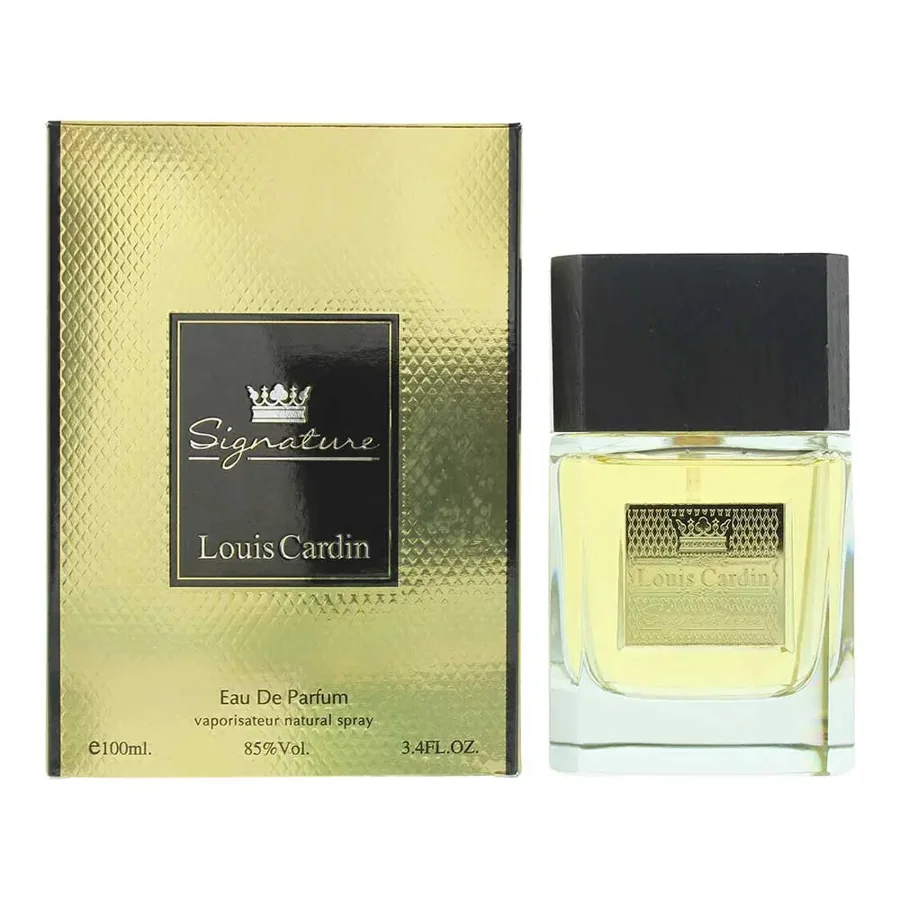 Signature
Louis Cardin
Eau De Parfum
vaporisateur natural spray
e100ml. 85%Vol. 3.4FL.OZ.
Louis Cardin